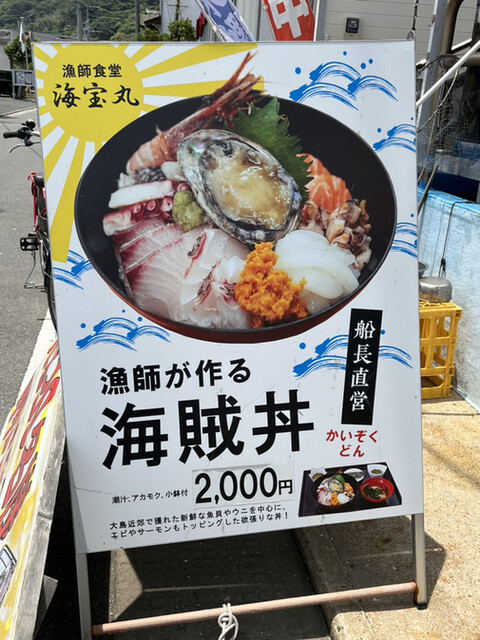 漁師食堂
海宝丸
船長直営
漁師が作る
海賊丼
かいぞく
どん
潮汁、アカモク、小鉢付 2,000円
大島近郊で獲れた新鮮な魚貝やウニを中心に、
エビやサーモンもトッピングした欲張りな丼!
中